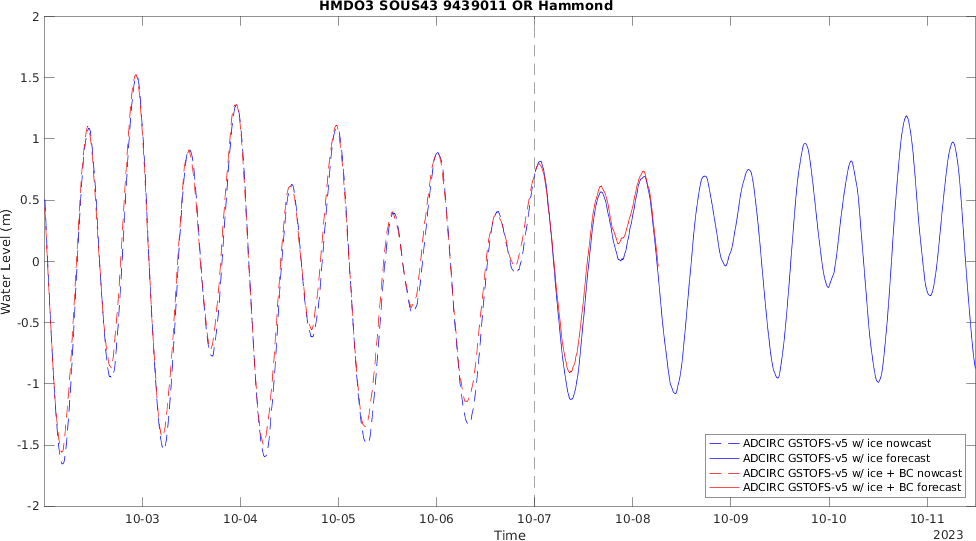 HMDO3 SOUS43 9439011 OR Hammond
Water Level (m)
2
1.5
1
0.5
0
-0.5
-1
-1.5
-2
10-03 10-04 10-05 10-06 10-07 10-08 10-09 10-10 10-11
Time
2023
ADCIRC GSTOFS-v5 w/ ice nowcast
ADCIRC GSTOFS-v5 w/ ice forecast
ADCIRC GSTOFS-v5 w/ ice + BC nowcast
ADCIRC GSTOFS-v5 w/ ice + BC forecast